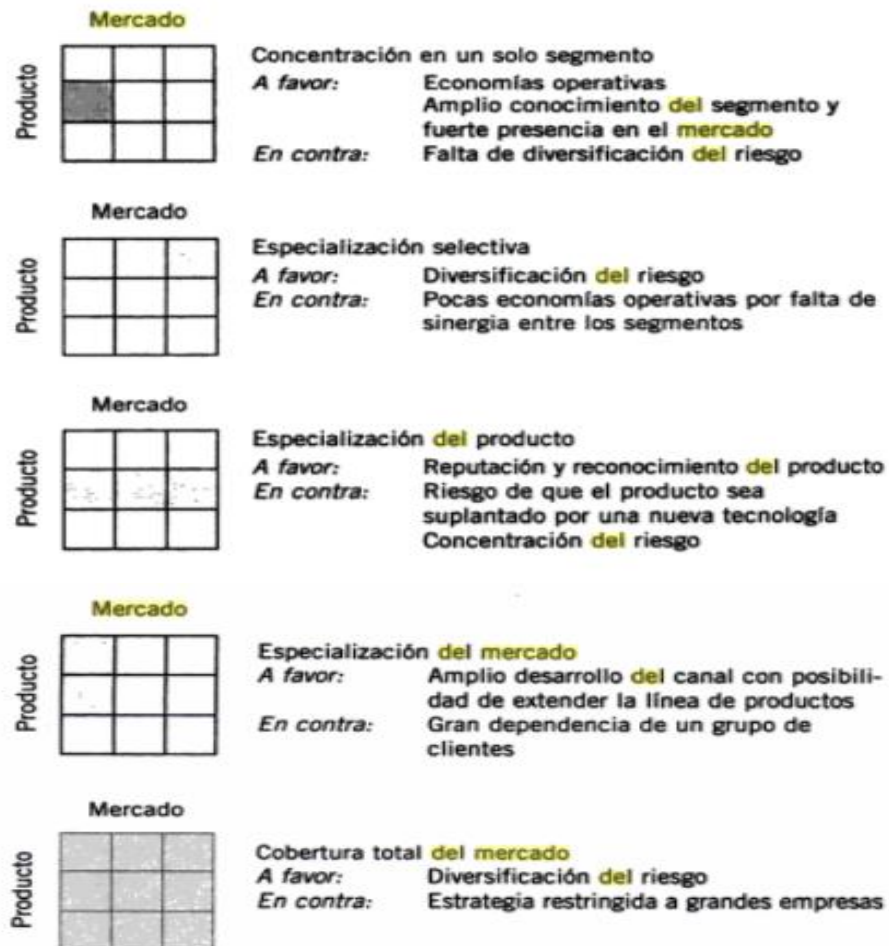 Mercado
Producto
Concentración en un solo segmento
A favor: Economías operativas
Amplio conocimiento del segmento y
fuerte presencia en el mercado
En contra: Falta de diversificación del riesgo
Mercado
Producto
Especialización selectiva
A favor: Diversificación del riesgo
En contra: Pocas economías operativas por falta de
sinergia entre los segmentos
Mercado
Producto
Especialización del producto
A favor: Reputación y reconocimiento del producto
En contra: Riesgo de que el producto sea
suplantado por una nueva tecnología
Concentración del riesgo
Mercado
Producto
Especialización del mercado
A favor: Amplio desarrollo del canal con posibili-
dad de extender la línea de productos
En contra: Gran dependencia de un grupo de
clientes
Mercado
Producto
Cobertura total del mercado
A favor: Diversificación del riesgo
En contra: Estrategia restringida a grandes empresas